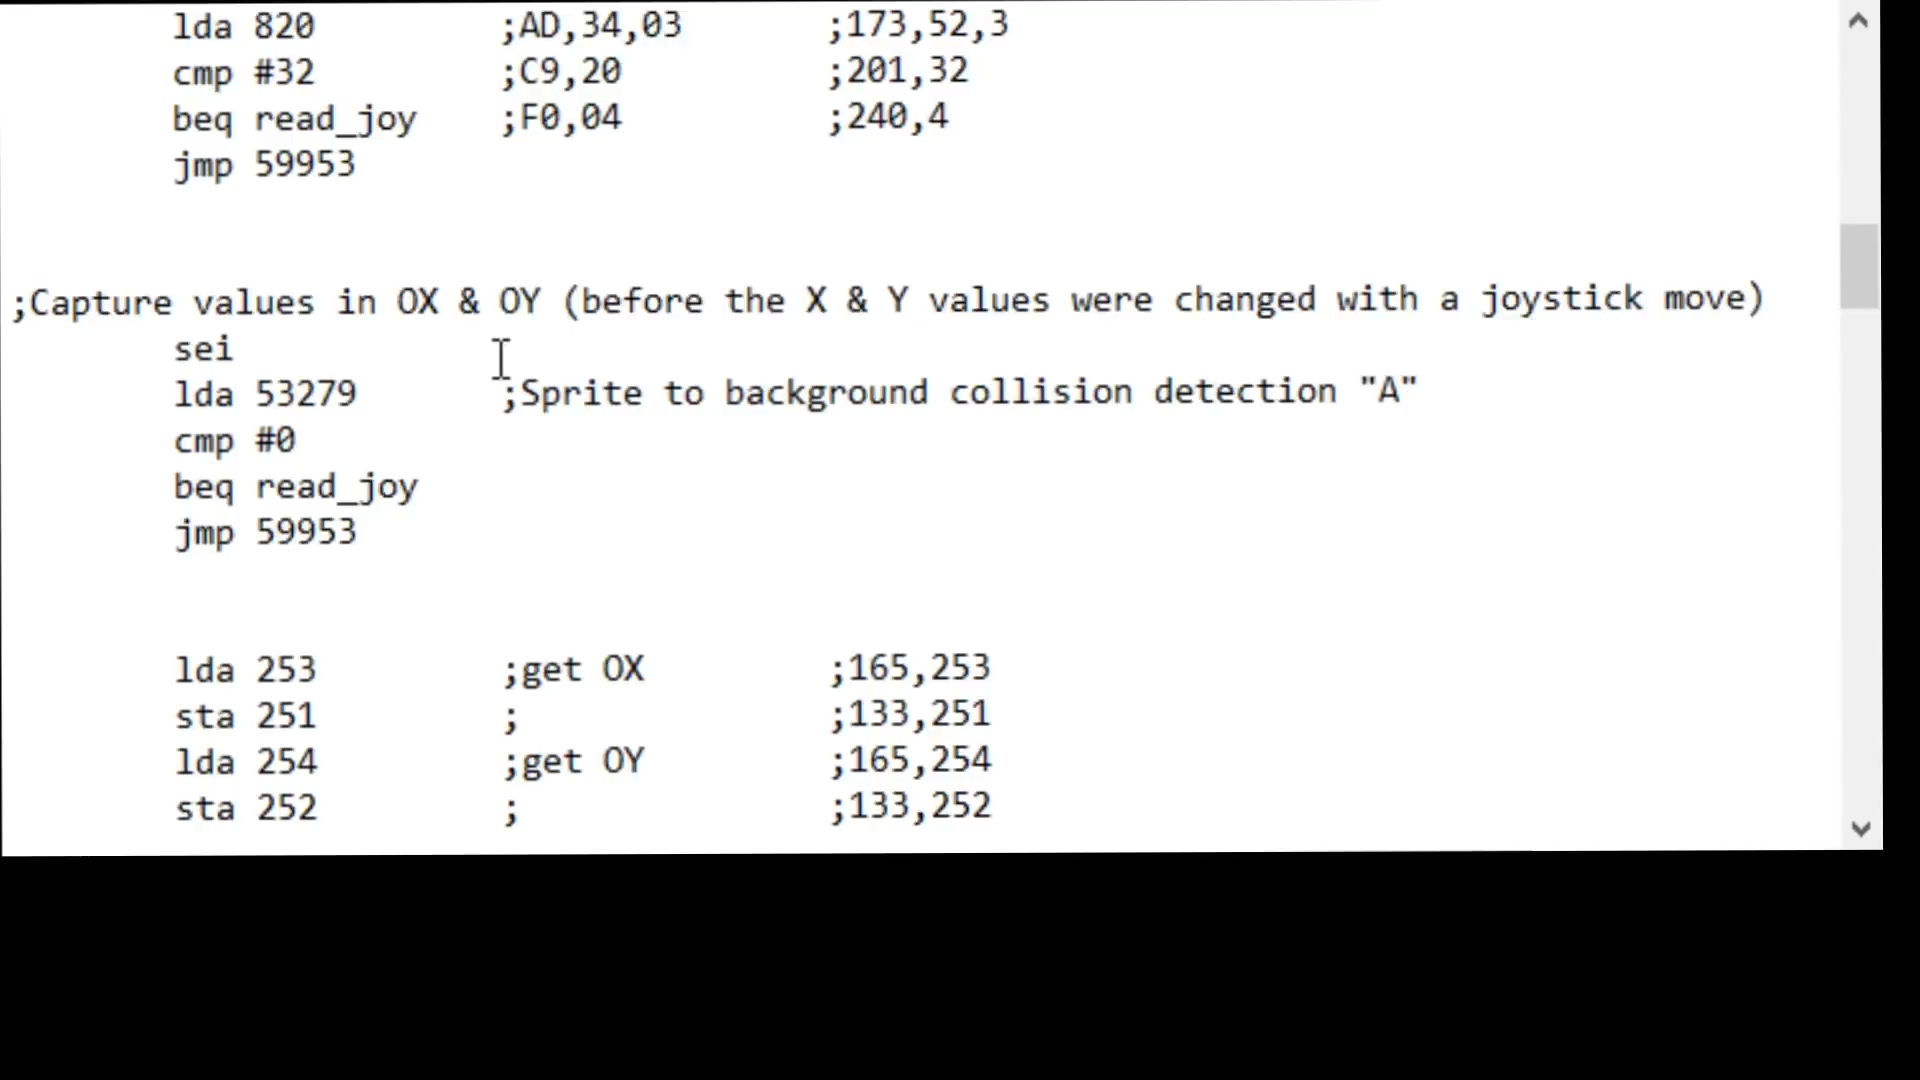 lda 820 ;AD,34,03 ;173,52,3
cmp #32 ;C9,20 ;201,32
beq read_joy ;F0,04 ;240,4
jmp 59953
;Capture values in OX & OY (before the X & Y values were changed with a joystick move)
sei
lda 53279 ;Sprite to background collision detection "A"
cmp #0
beq read_joy
jmp 59953
lda 253 ;get OX ;165,253
sta 251 ; ;133,251
lda 254 ;get OY ;165,254
sta 252 ; ;133,252